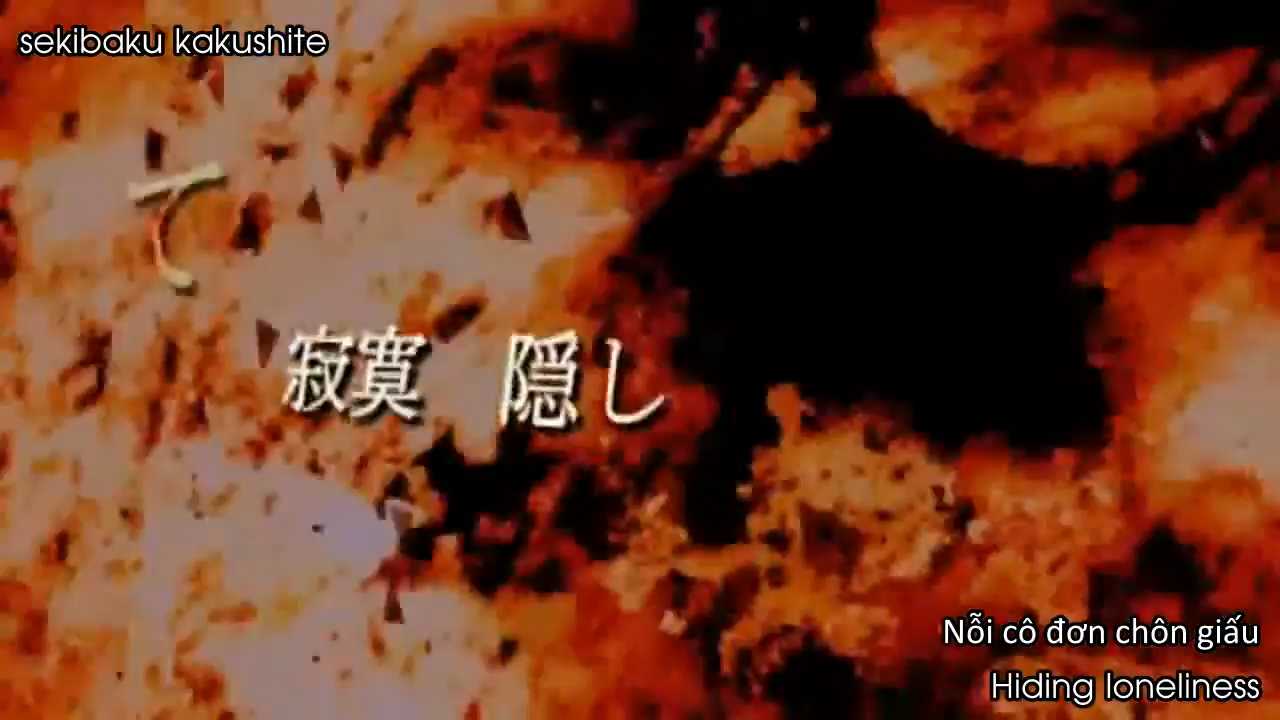 sekibaku kakushite
て
寂寞 隠し
Nỗi cô đơn chôn giấu
Hiding loneliness